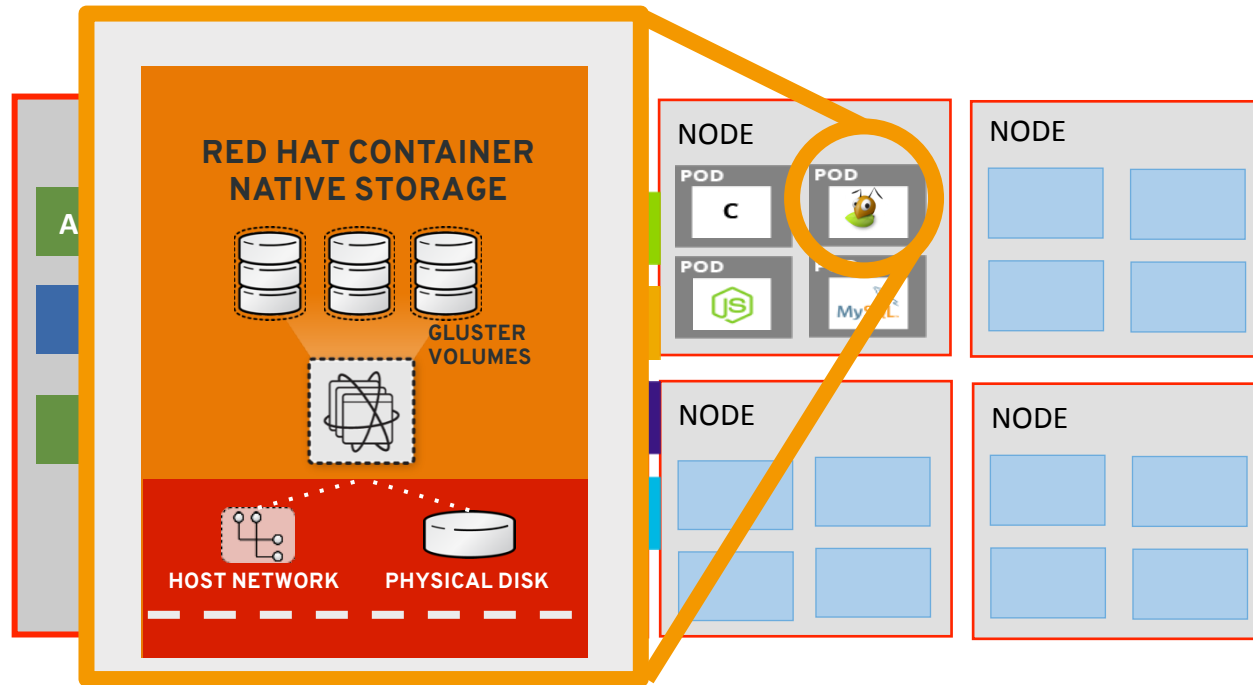 A
RED HAT CONTAINER
NATIVE STORAGE
GLUSTER
VOLUMES
HOST NETWORK
PHYSICAL DISK
NODE
POD
C
POD
POD
JS
MySQL
NODE
NODE
NODE